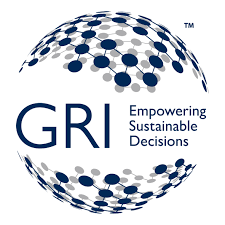 TM
GRI
Empowering
Sustainable
Decisions